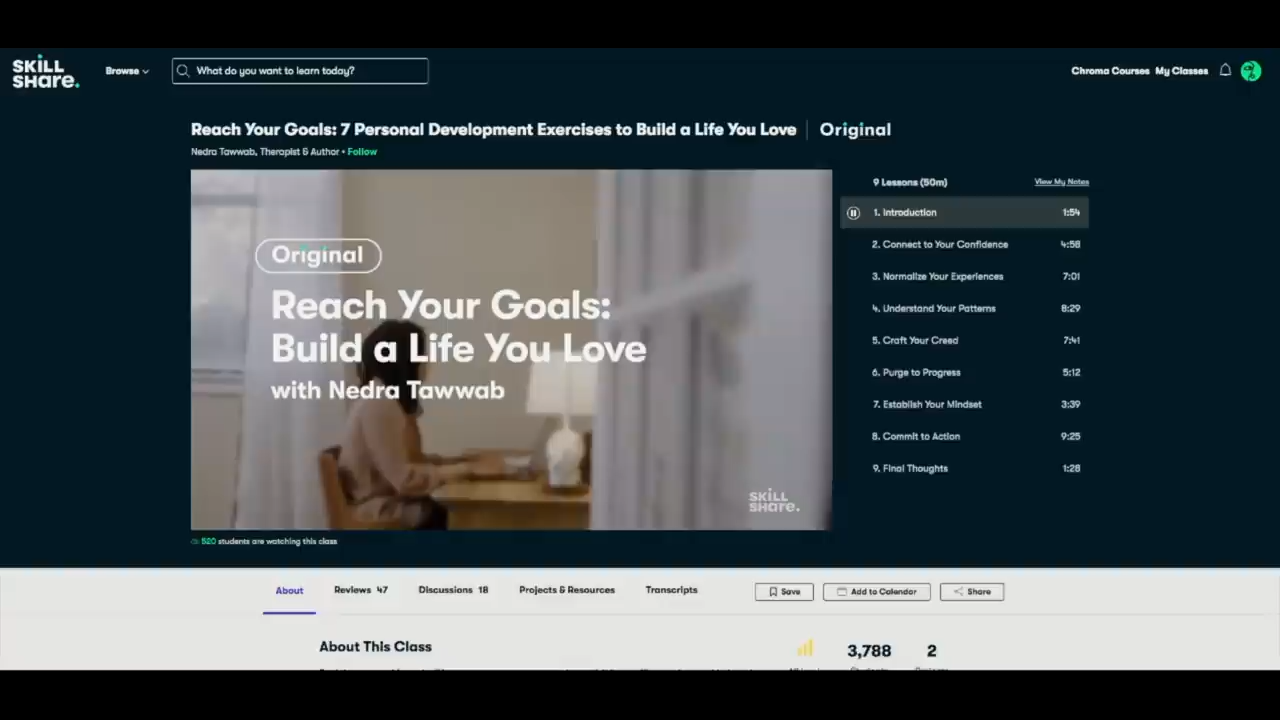 SKILL
SHARE.
Browse
What do you want to learn today?
Chroma Courses My Classes
Reach Your Goals: 7 Personal Development Exercises to Build a Life You Love Original
Nedra Tawwab, Therapist & Author • Follow
Original
Reach Your Goals:
Build a Life You Love
with Nedra Tawwab
SKILL
SHARE.
520 students are watching this class
9 Lessons (50m) View My Notes
1. Introduction 1:54
2. Connect to Your Confidence 4:58
3. Normalize Your Experiences 7:01
4. Understand Your Patterns 8:29
5. Craft Your Creed 7:41
6. Purge to Progress 5:12
7. Establish Your Mindset 3:39
8. Commit to Action 9:25
9. Final Thoughts 1:28
About Reviews 47 Discussions 18 Projects & Resources Transcripts Save Add to Calendar Share
About This Class 3,788 2